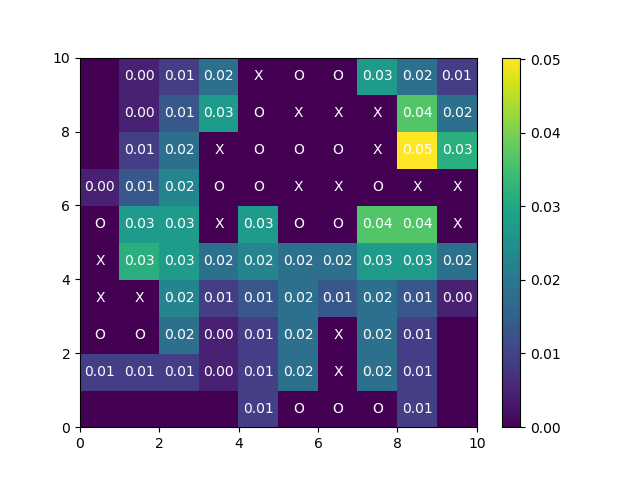 10 0.00 0.01 0.02 X O O 0.03 0.02 0.01 0.05
0.00 0.01 0.03 O X X X 0.04 0.02
8 0.01 0.02 X O O O X 0.05 0.03 0.04
0.00 0.01 0.02 O O X X O X X
6 O 0.03 0.03 X 0.03 O O 0.04 0.04 X 0.03
X 0.03 0.03 0.02 0.02 0.02 0.02 0.03 0.03 0.02
4 X X 0.02 0.01 0.01 0.02 0.01 0.02 0.01 0.00 0.02
O O 0.02 0.00 0.01 0.02 X 0.02 0.01
2 0.01 0.01 0.01 0.00 0.01 0.02 X 0.02 0.01 0.01
0.01 O O O 0.01
0 0.00
0 2 4 6 8 10